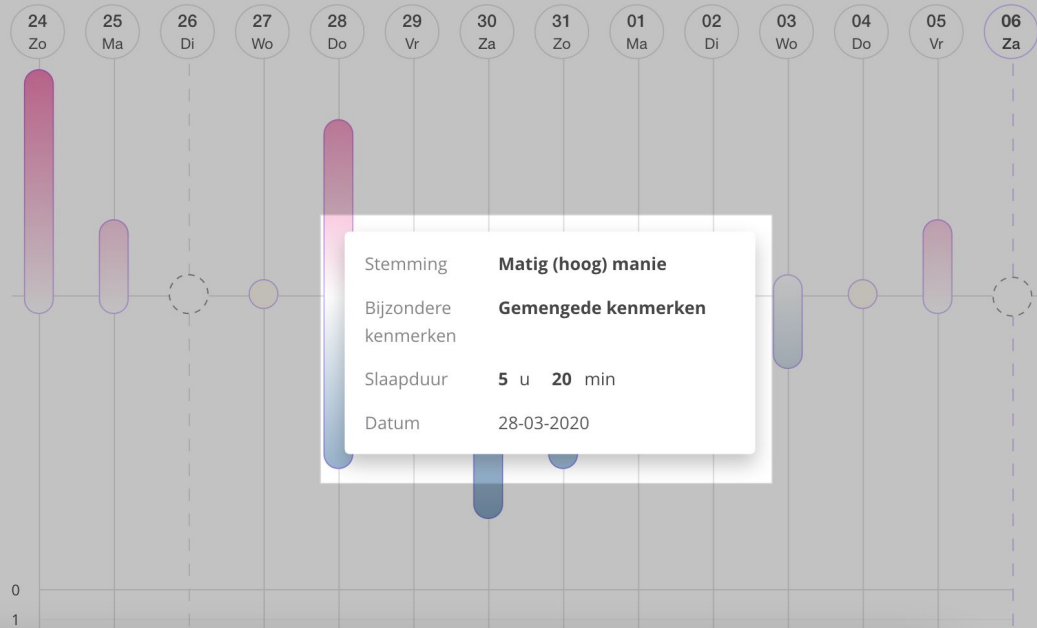 24 25 26 27 28 29 30 31 01 02 03 04 05 06
Zo Ma Di Wo Do Vr Za Zo Ma Di Wo Do Vr Za
Stemming Matig (hoog) manie
Bijzondere Gemengede kenmerken
kenmerken
Slaapduur 5 u 20 min
Datum 28-03-2020
0
1